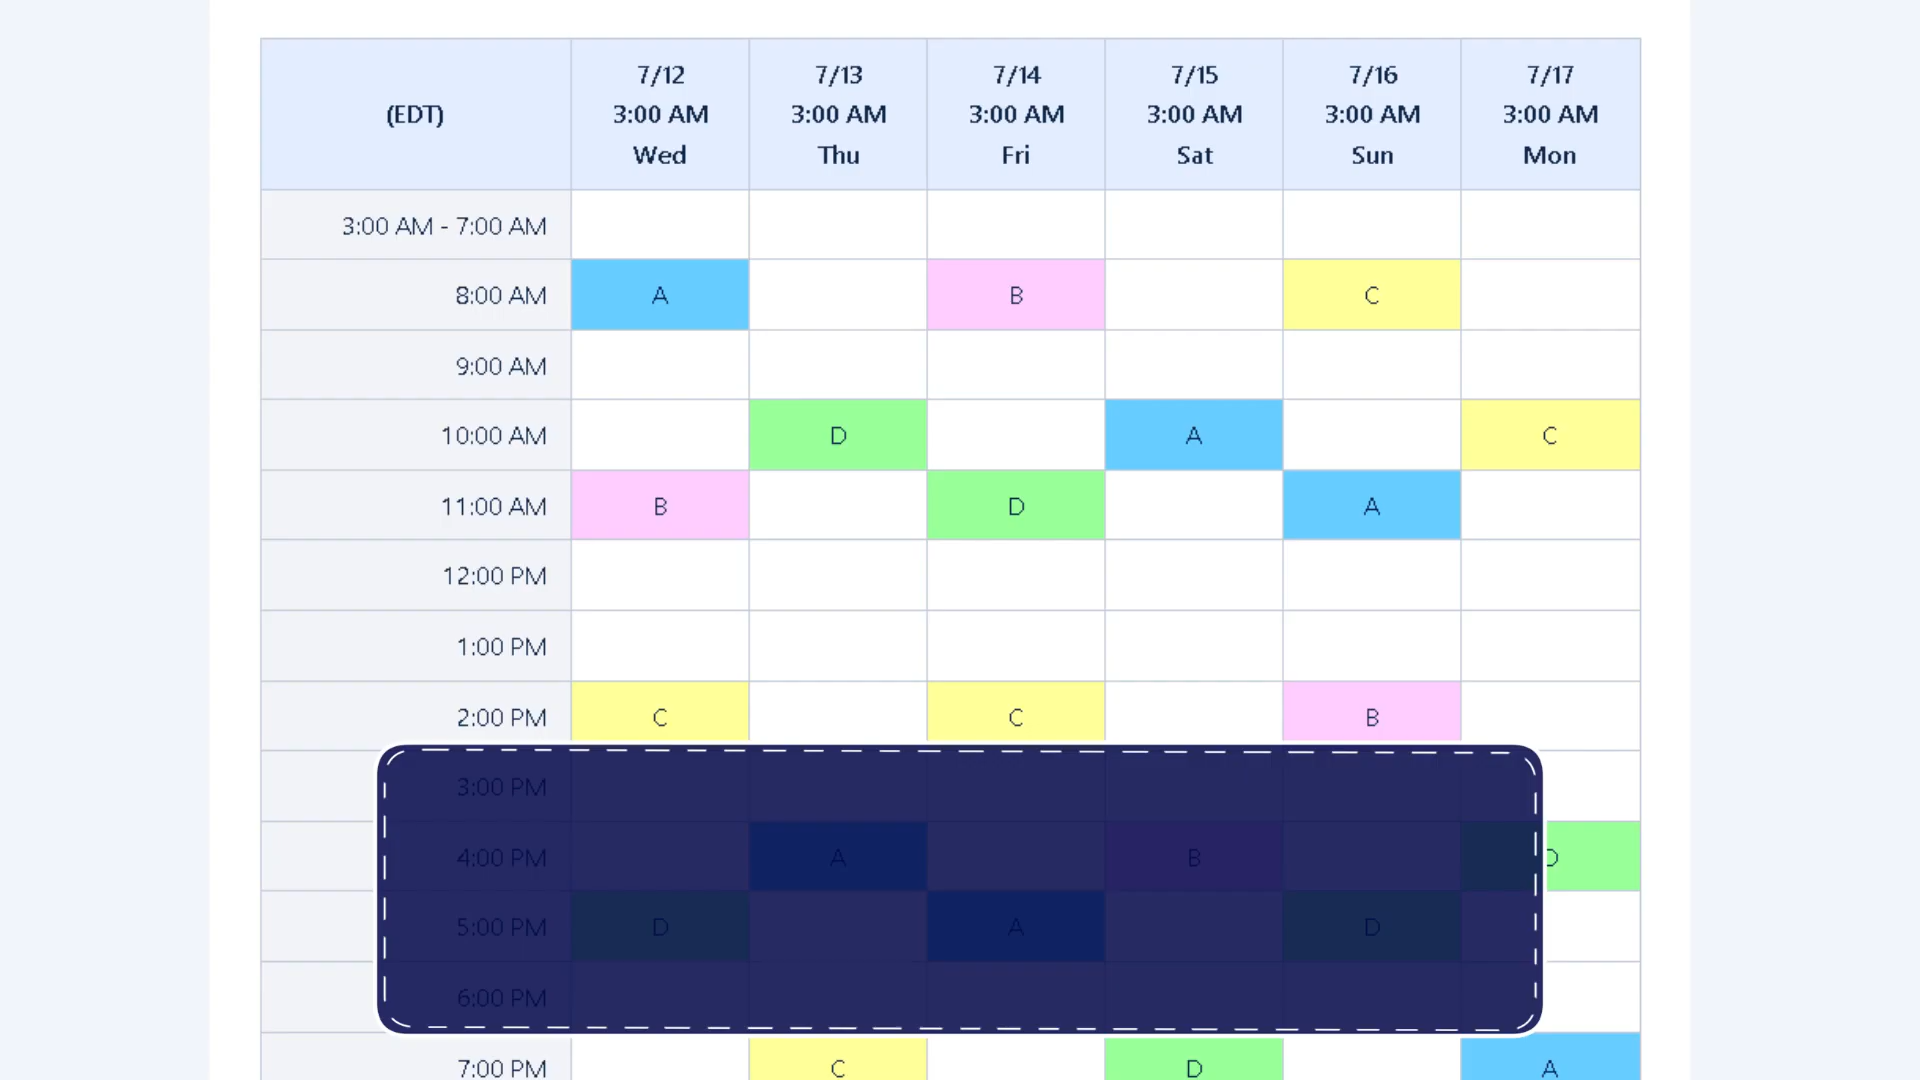 (EDT) 7/12 3:00 AM Wed 7/13 3:00 AM Thu 7/14 3:00 AM Fri 7/15 3:00 AM Sat 7/16 3:00 AM Sun 7/17 3:00 AM Mon
3:00 AM - 7:00 AM
8:00 AM A B C
9:00 AM
10:00 AM D A C
11:00 AM B D A
12:00 PM
1:00 PM
2:00 PM C C B
3:00 PM
4:00 PM A B D
5:00 PM D A D
6:00 PM
7:00 PM C D A